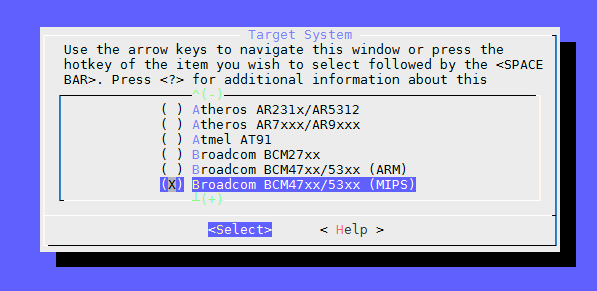 Target System
Use the arrow keys to navigate this window or press the
hotkey of the item you wish to select followed by the <SPACE
BAR>. Press <?> for additional information about this
^(-)
( ) Atheros AR231x/AR5312
( ) Atheros AR7xxx/AR9xxx
( ) Atmel AT91
( ) Broadcom BCM27xx
( ) Broadcom BCM47xx/53xx (ARM)
(X) Broadcom BCM47xx/53xx (MIPS)
┴(+)
<Select> < Help >